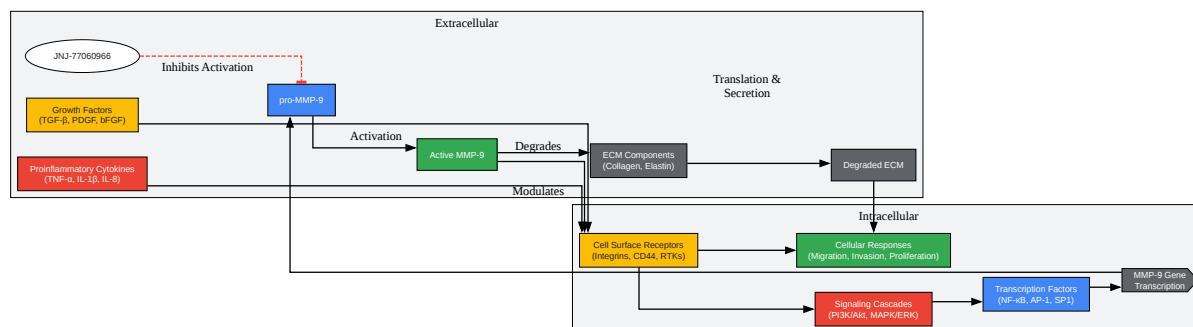 Extracellular
JNJ-77060966
Inhibits Activation
Translation &
Secretion
pro-MMP-9
Growth Factors
(TGF-β, PDGF, bFGF)
Activation
Active MMP-9
Degrades
ECM Components
(Collagen, Elastin)
Degraded ECM
Proinflammatory Cytokines
(TNF-α, IL-1β, IL-8)
Modulates
Intracellular
Cell Surface Receptors
(Integrins, CD44, RTKs)
Cellular Responses
(Migration, Invasion, Proliferation)
MMP-9 Gene
Transcription
Transcription Factors
(NF-κB, AP-1, SP1)
Signaling Cascades
(PI3K/Akt, MAPK/ERK)